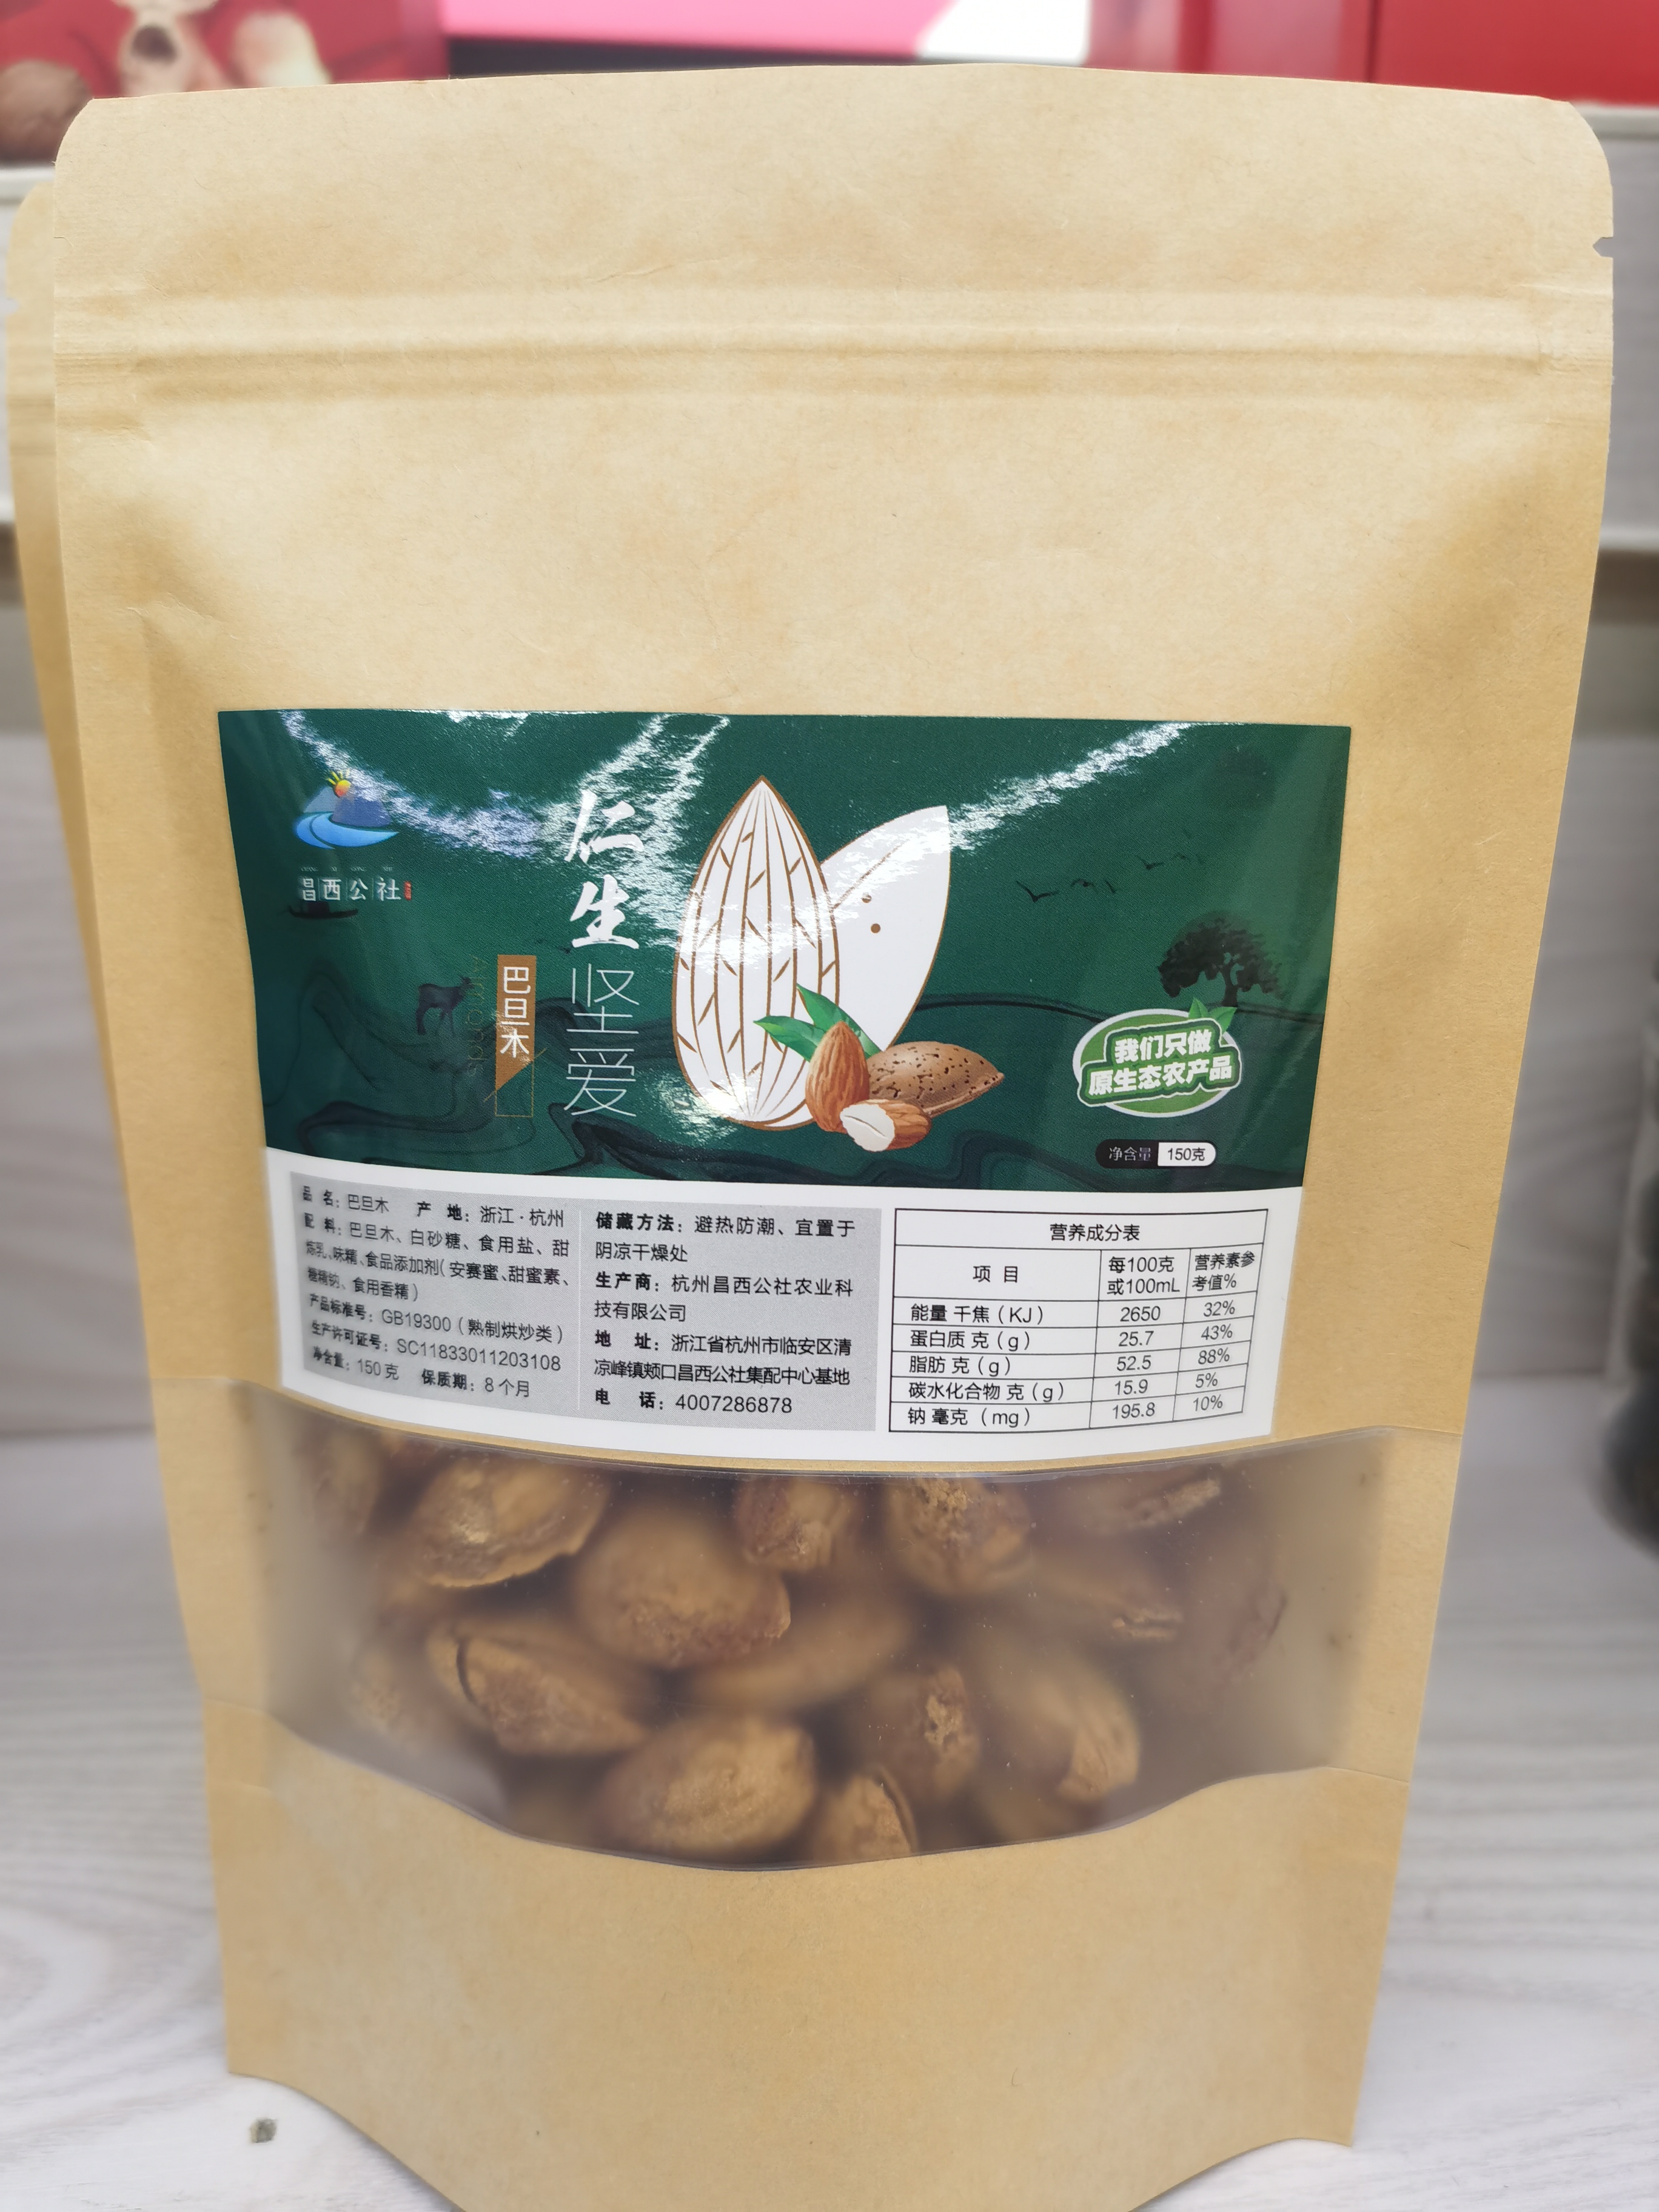 昌西公社
仁生
坚爱
巴旦木
我们只做
原生态农产品
净含量 150克
品 名：巴旦木 产 地：浙江·杭州
配 料：巴旦木、白砂糖、食用盐、甜
炼乳、味精、食品添加剂（安赛蜜、甜蜜素、
糖精钠、食用香精）
产品标准号：GB19300（熟制烘炒类）
生产许可证号：SC11833011203108
净含量：150克 保质期：8个月
储藏方法：避热防潮、宜置于
阴凉干燥处
生产商：杭州昌西公社农业科
技有限公司
地 址：浙江省杭州市临安区清
凉峰镇颊口昌西公社集配中心基地
电 话：4007286878
营养成分表
项 目 每100克或100mL 营养素参考值%
能量 千焦（KJ） 2650 32%
蛋白质 克（g） 25.7 43%
脂肪 克（g） 52.5 88%
碳水化合物 克（g） 15.9 5%
钠 毫克 （mg） 195.8 10%